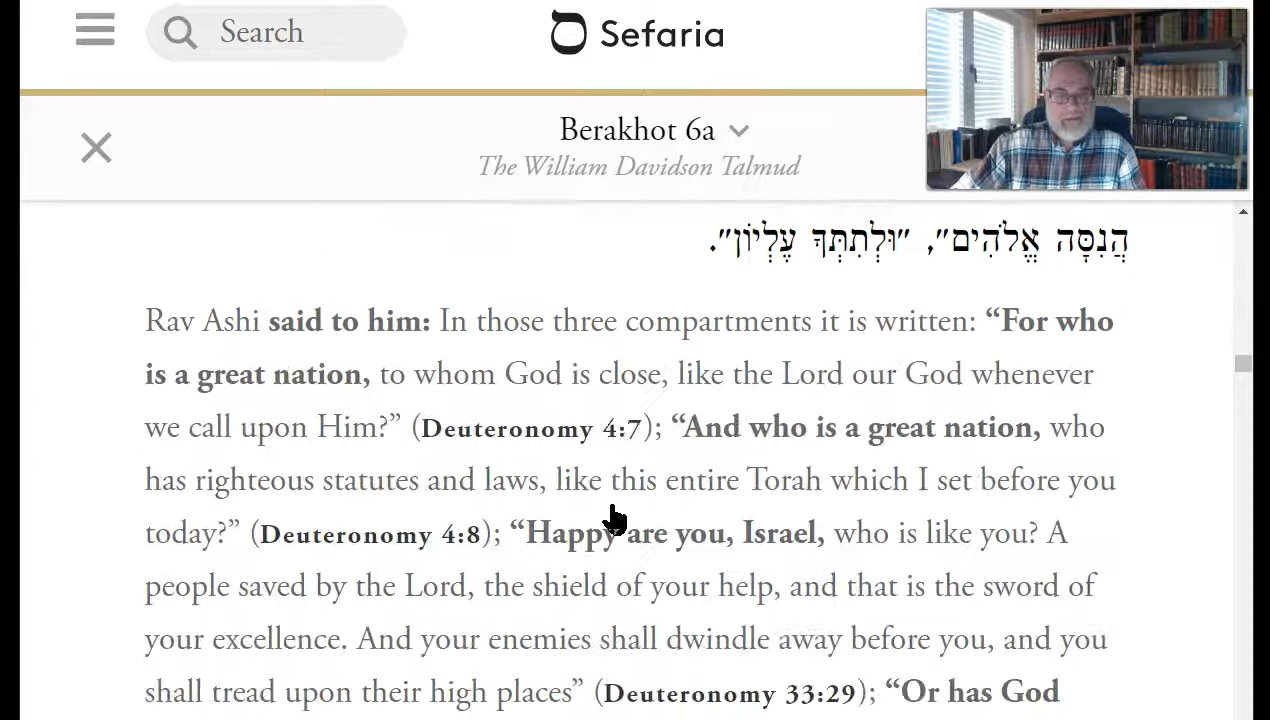 Search
Sefaria
Berakhot 6a
The William Davidson Talmud
הֲנִסָּה אֱלֹהִים״, ״וּלְתִתְּךָ עֶלְיוֹן״.
Rav Ashi said to him: In those three compartments it is written: “For who
is a great nation, to whom God is close, like the Lord our God whenever
we call upon Him?” (Deuteronomy 4:7); “And who is a great nation, who
has righteous statutes and laws, like this entire Torah which I set before you
today?” (Deuteronomy 4:8); “Happy are you, Israel, who is like you? A
people saved by the Lord, the shield of your help, and that is the sword of
your excellence. And your enemies shall dwindle away before you, and you
shall tread upon their high places” (Deuteronomy 33:29); “Or has God